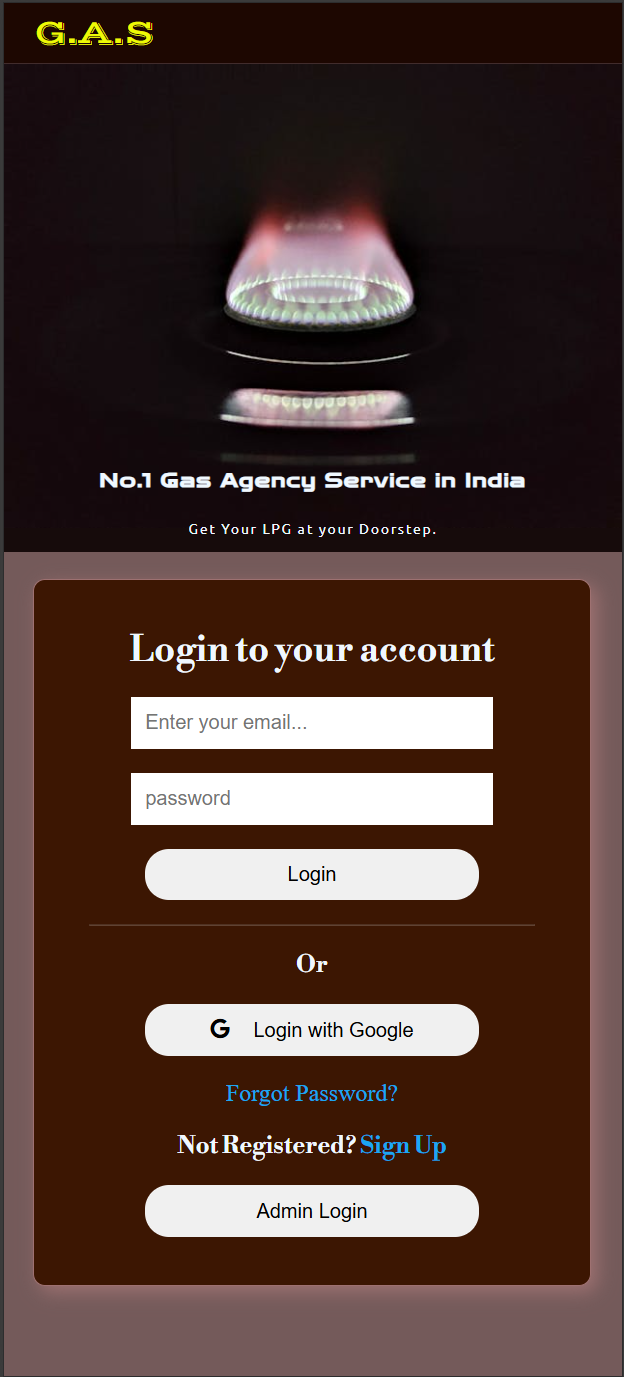 G.A.S
No.1 Gas Agency Service in India
Get Your LPG at your Doorstep.
Login to your account
Enter your email...
password
Login
Or
G Login with Google
Forgot Password?
Not Registered? Sign Up
Admin Login